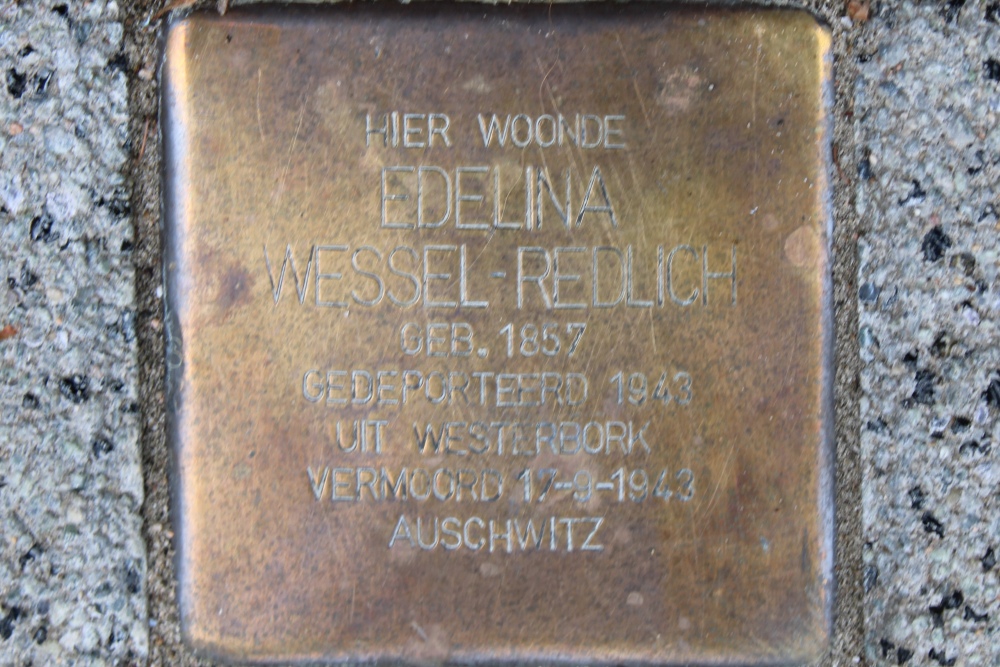 HIER WOONDE
EDELINA
WESSEL-REDLICH
GEB. 1857
GEDEPORTEERD 1943
UIT WESTERBORK
VERMOORD 17-9-1943
AUSCHWITZ